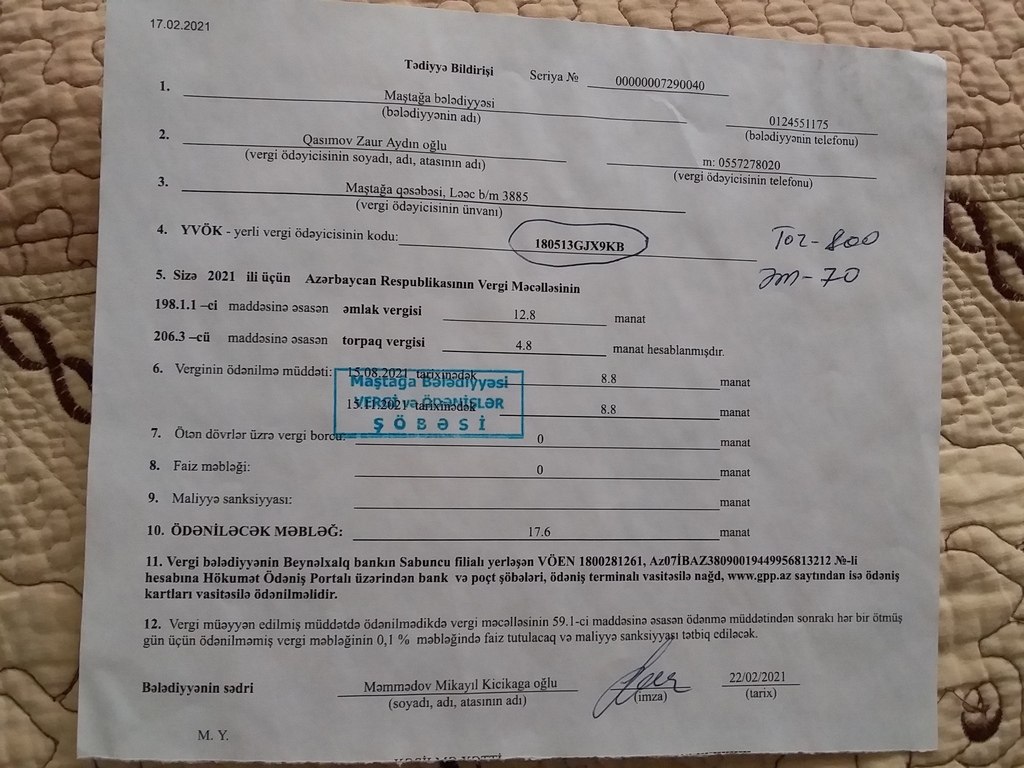 17.02.2021
Tədiyyə Bildirişi Seriya № 00000007290040
1. Maştağa bələdiyyəsi 0124551175
(bələdiyyənin adı) (bələdiyyənin telefonu)
2. Qasımov Zaur Aydın oğlu m: 0557278020
(vergi ödəyicisinin soyadı, adı, atasının adı) (vergi ödəyicisinin telefonu)
3. Maştağa qəsəbəsi, Ləəc b/m 3885
(vergi ödəyicisinin ünvanı)
4. YVÖK - yerli vergi ödəyicisinin kodu: 180513GJX9KB
Toz-800
Əm-70
5. Sizə 2021 ili üçün Azərbaycan Respublikasının Vergi Məcəlləsinin
198.1.1 –ci maddəsinə əsasən əmlak vergisi 12.8 manat
206.3 –cü maddəsinə əsasən torpaq vergisi 4.8 manat hesablanmışdır.
6. Verginin ödənilmə müddəti: 15.08.2021 tarixinədək 8.8 manat
15.11.2021 tarixinədək 8.8 manat
Maştağa Bələdiyyəsi
VERGİ və ÖDƏNİŞLƏR
ŞÖBƏSİ
7. Ötən dövrlər üzrə vergi borcu: 0 manat
8. Faiz məbləği: 0 manat
9. Maliyyə sanksiyyası: manat
10. ÖDƏNİLƏCƏK MƏBLƏĞ: 17.6 manat
11. Vergi bələdiyyənin Beynəlxalq bankın Sabuncu filialı yerləşən VÖEN 1800281261, Az07İBAZ38090019449956813212 №-li
hesabına Hökumət Ödəniş Portalı üzərindən bank və poçt şöbələri, ödəniş terminalı vasitəsilə nağd, www.gpp.az saytından isə ödəniş
kartları vasitəsilə ödənilməlidir.
12. Vergi müəyyən edilmiş müddətdə ödənilmədikdə vergi məcəlləsinin 59.1-ci maddəsinə əsasən ödənmə müddətindən sonrakı hər bir ötmüş
gün üçün ödənilməmiş vergi məbləğinin 0,1 % məbləğində faiz tutulacaq və maliyyə sanksiyyası tətbiq ediləcək.
Bələdiyyənin sədri Məmmədov Mikayıl Kicikaga oğlu 22/02/2021
(soyadı, adı, atasının adı) (imza) (tarix)
M. Y.